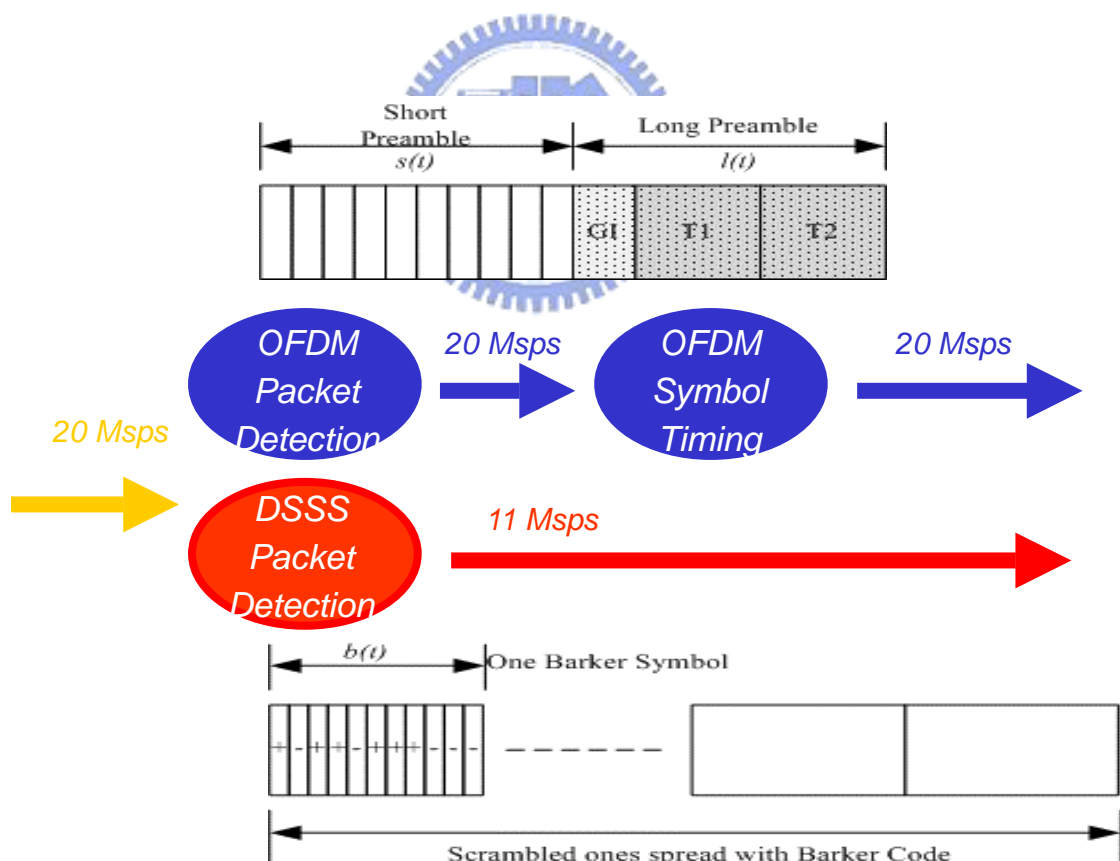 Short
Preamble
s(t)
Long Preamble
l(t)
GI
T1
T2
OFDM
Packet
Detection
20 Msps
OFDM
Symbol
Timing
20 Msps
20 Msps
DSSS
Packet
Detection
11 Msps
b(t)
One Barker Symbol
+ - + + - + + + - - -
Scrambled ones spread with Barker Code